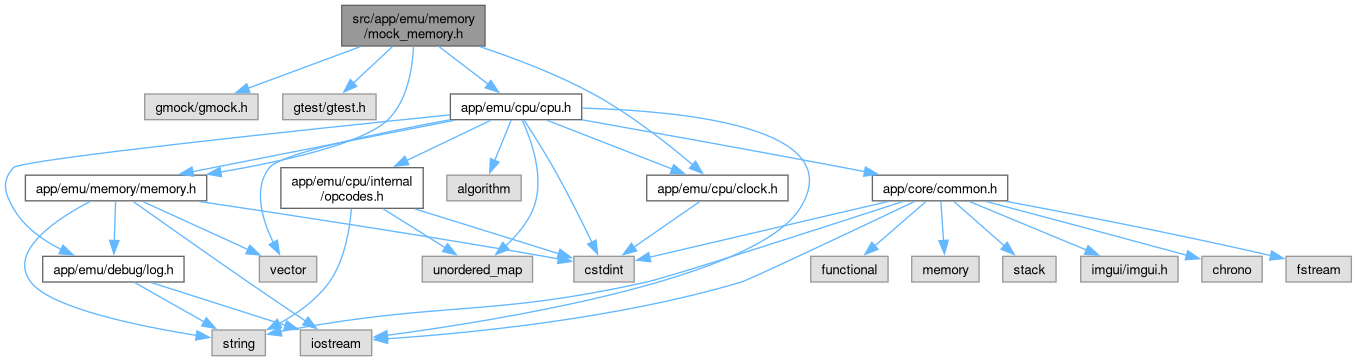 src/app/emu/memory
/mock_memory.h
gmock/gmock.h
gtest/gtest.h
app/emu/cpu/cpu.h
app/emu/memory/memory.h
app/emu/cpu/internal
/opcodes.h
algorithm
app/emu/cpu/clock.h
app/core/common.h
app/emu/debug/log.h
vector
unordered_map
cstdint
functional
memory
stack
imgui/imgui.h
chrono
fstream
string
iostream